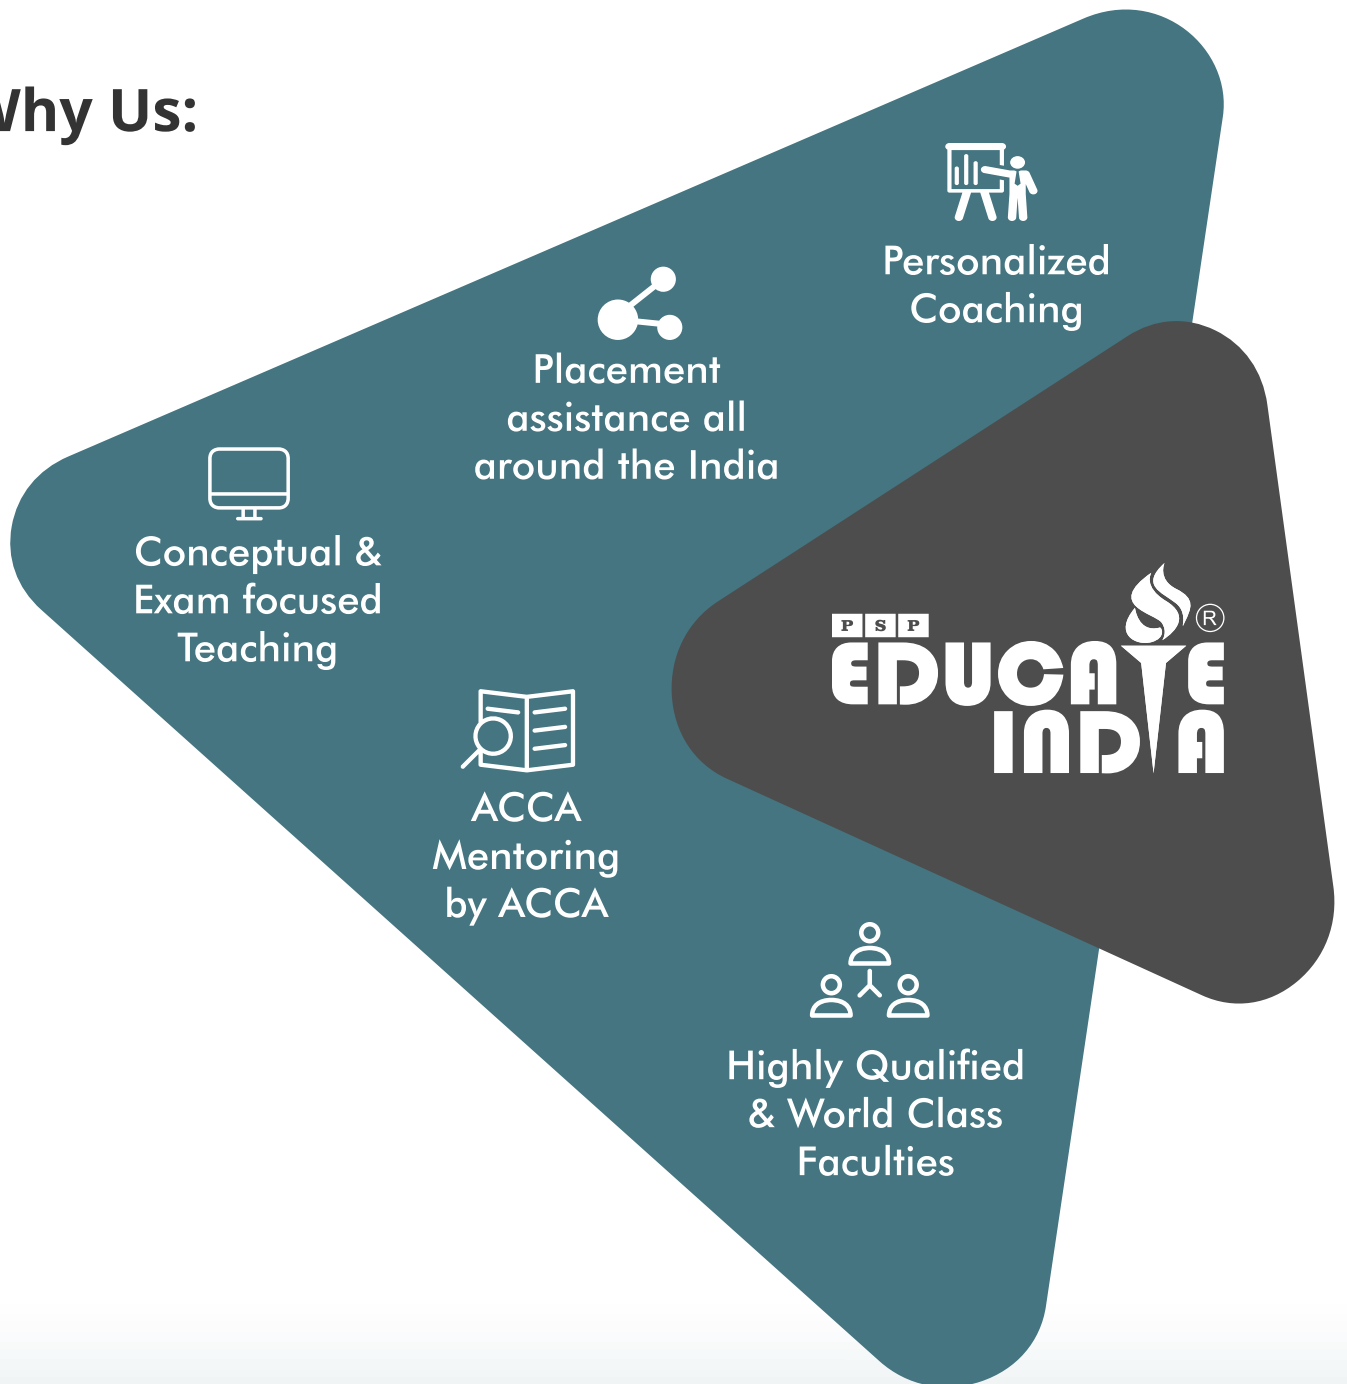 Why Us:
Personalized
Coaching
Placement
assistance all
around the India
Conceptual &
Exam focused
Teaching
PSP
EDUCATE
INDIA
®
ACCA
Mentoring
by ACCA
Highly Qualified
& World Class
Faculties